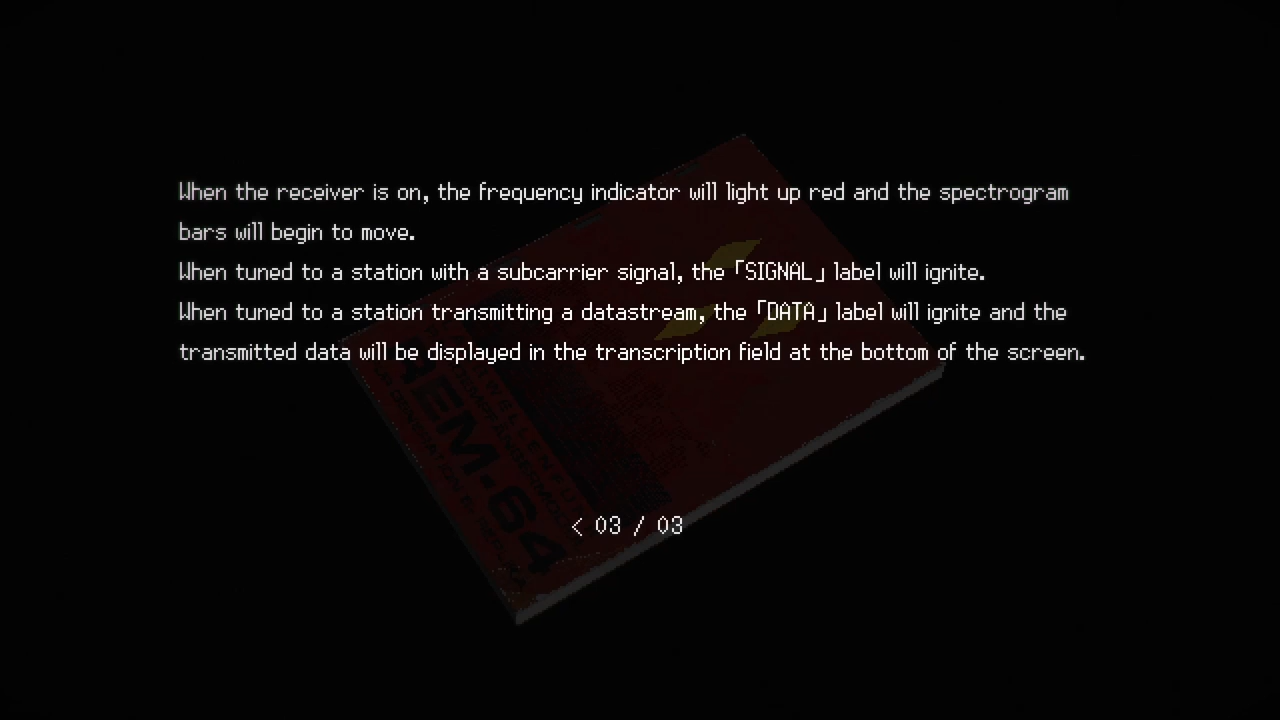 When the receiver is on, the frequency indicator will light up red and the spectrogram
bars will begin to move.
When tuned to a station with a subcarrier signal, the「SIGNAL」label will ignite.
When tuned to a station transmitting a datastream, the「DATA」label will ignite and the
transmitted data will be displayed in the transcription field at the bottom of the screen.
REM-64
< 03 / 03